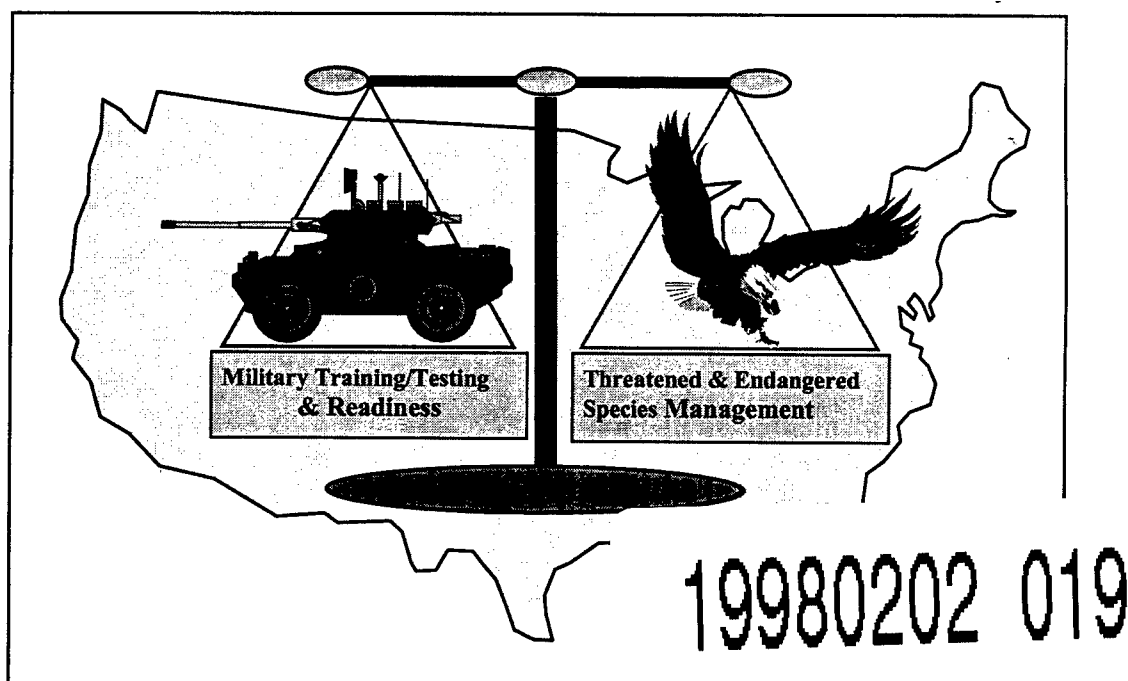 Military Training/Testing
& Readiness
Threatened & Endangered
Species Management
19980202 019